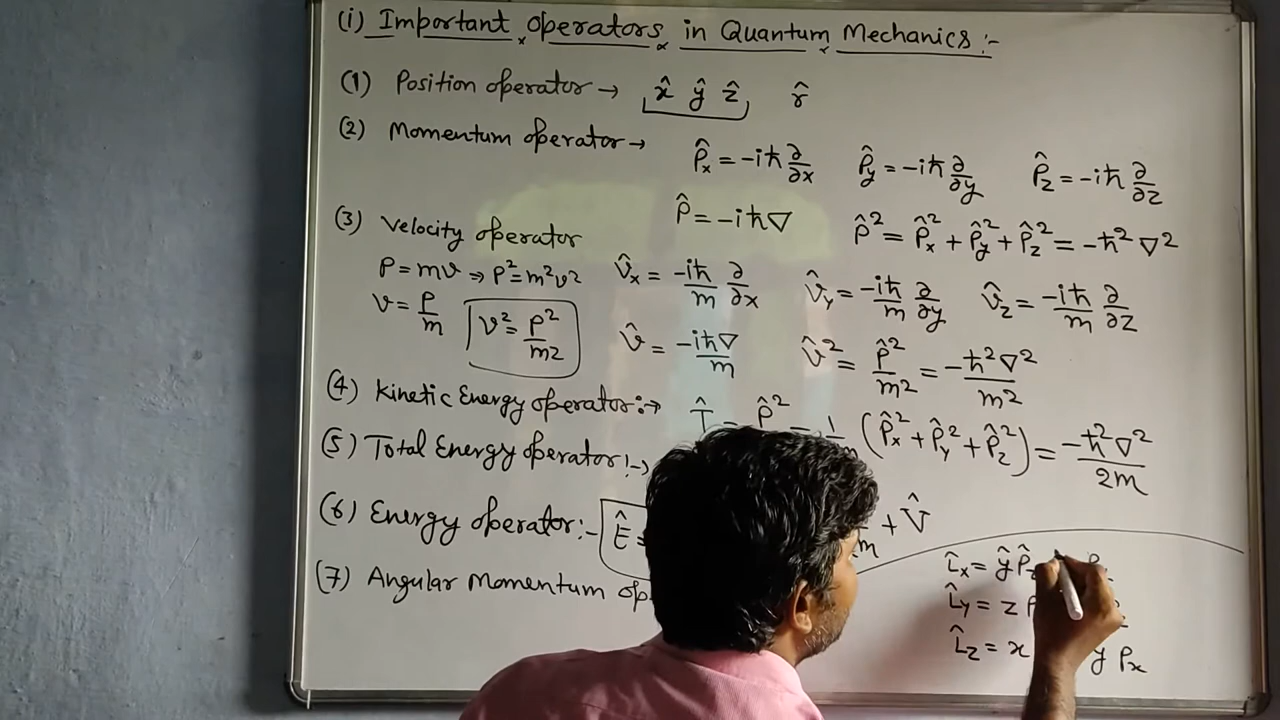 (i) Important operators in Quantum Mechanics :-
(1) Position operator → x̂ ŷ ẑ r̂
(2) Momentum operator →
P̂x = -iħ ∂/∂x P̂y = -iħ ∂/∂y P̂z = -iħ ∂/∂z
P̂ = -iħ∇ P̂² = P̂x² + P̂y² + P̂z² = -ħ² ∇²
(3) Velocity operator
P = mv ⇒ P² = m²v² V̂x = -iħ/m ∂/∂x V̂y = -iħ/m ∂/∂y V̂z = -iħ/m ∂/∂z
v = P/m v² = P²/m² v̂ = -iħ∇/m v̂² = P̂²/m² = -ħ²∇²/m²
(4) Kinetic Energy operator :→ T̂ = P̂² = 1 (P̂x² + P̂y² + P̂z²) = -ħ²∇²/2m
(5) Total Energy operator :→
m + V̂
(6) Energy operator :- Ê =
(7) Angular Momentum op
L̂x = ŷ P̂
L̂y = z P
L̂z = x y Px